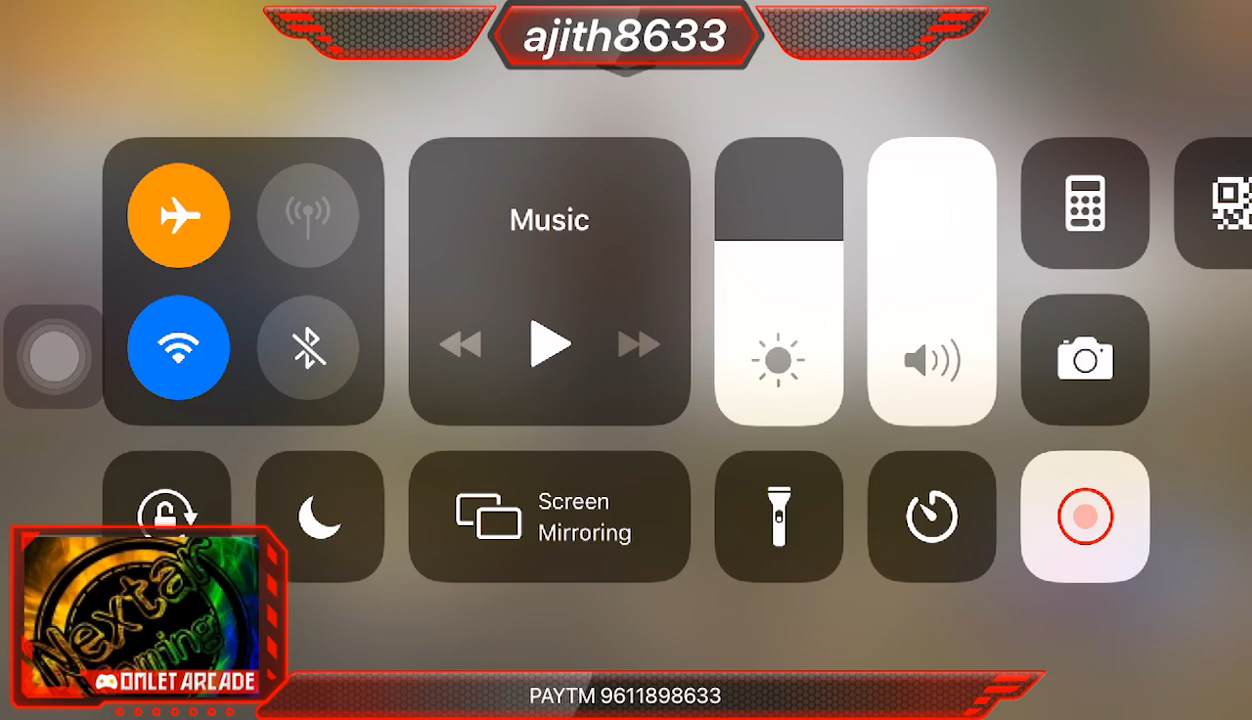 ajith8633
Music
Screen
Mirroring
Nextar
Gaming
OMLET ARCADE
PAYTM 9611898633